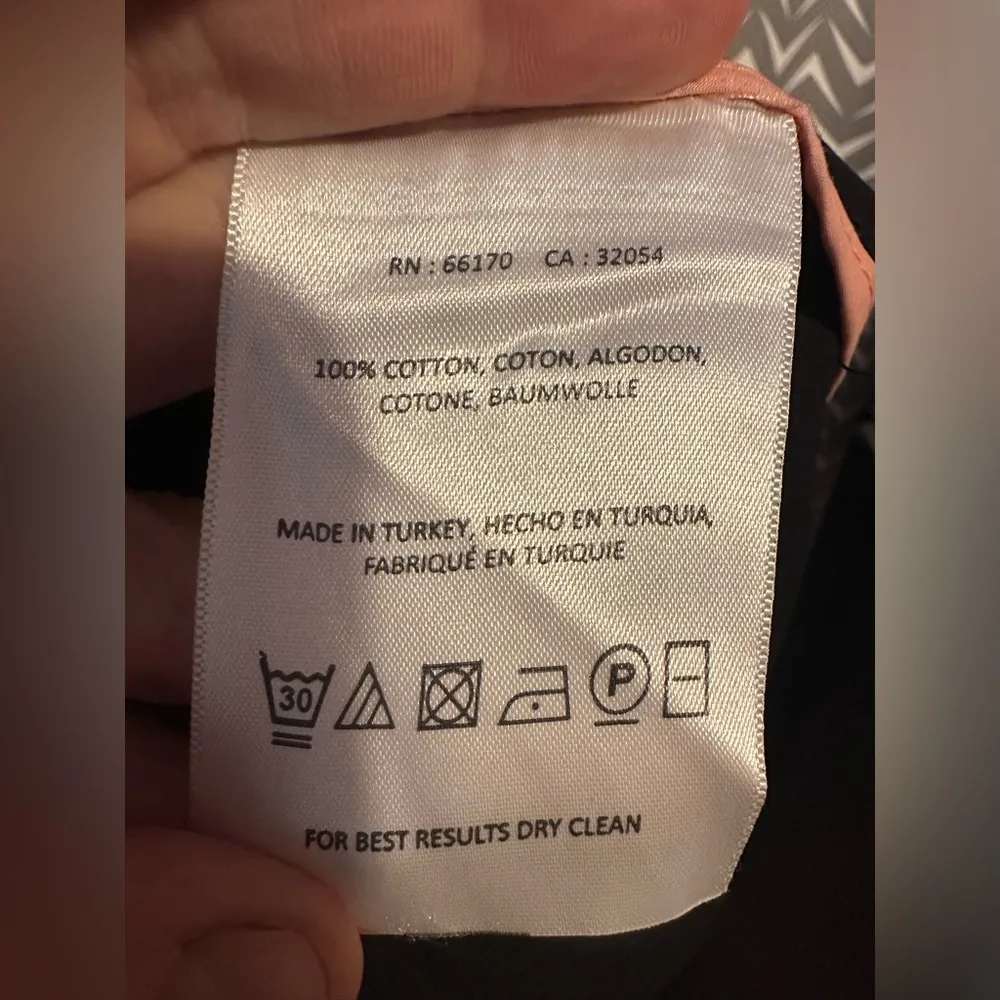 RN : 66170 CA : 32054
100% COTTON, COTON, ALGODON,
COTONE, BAUMWOLLE
MADE IN TURKEY, HECHO EN TURQUIA,
FABRIQUÉ EN TURQUIE
30 P
FOR BEST RESULTS DRY CLEAN